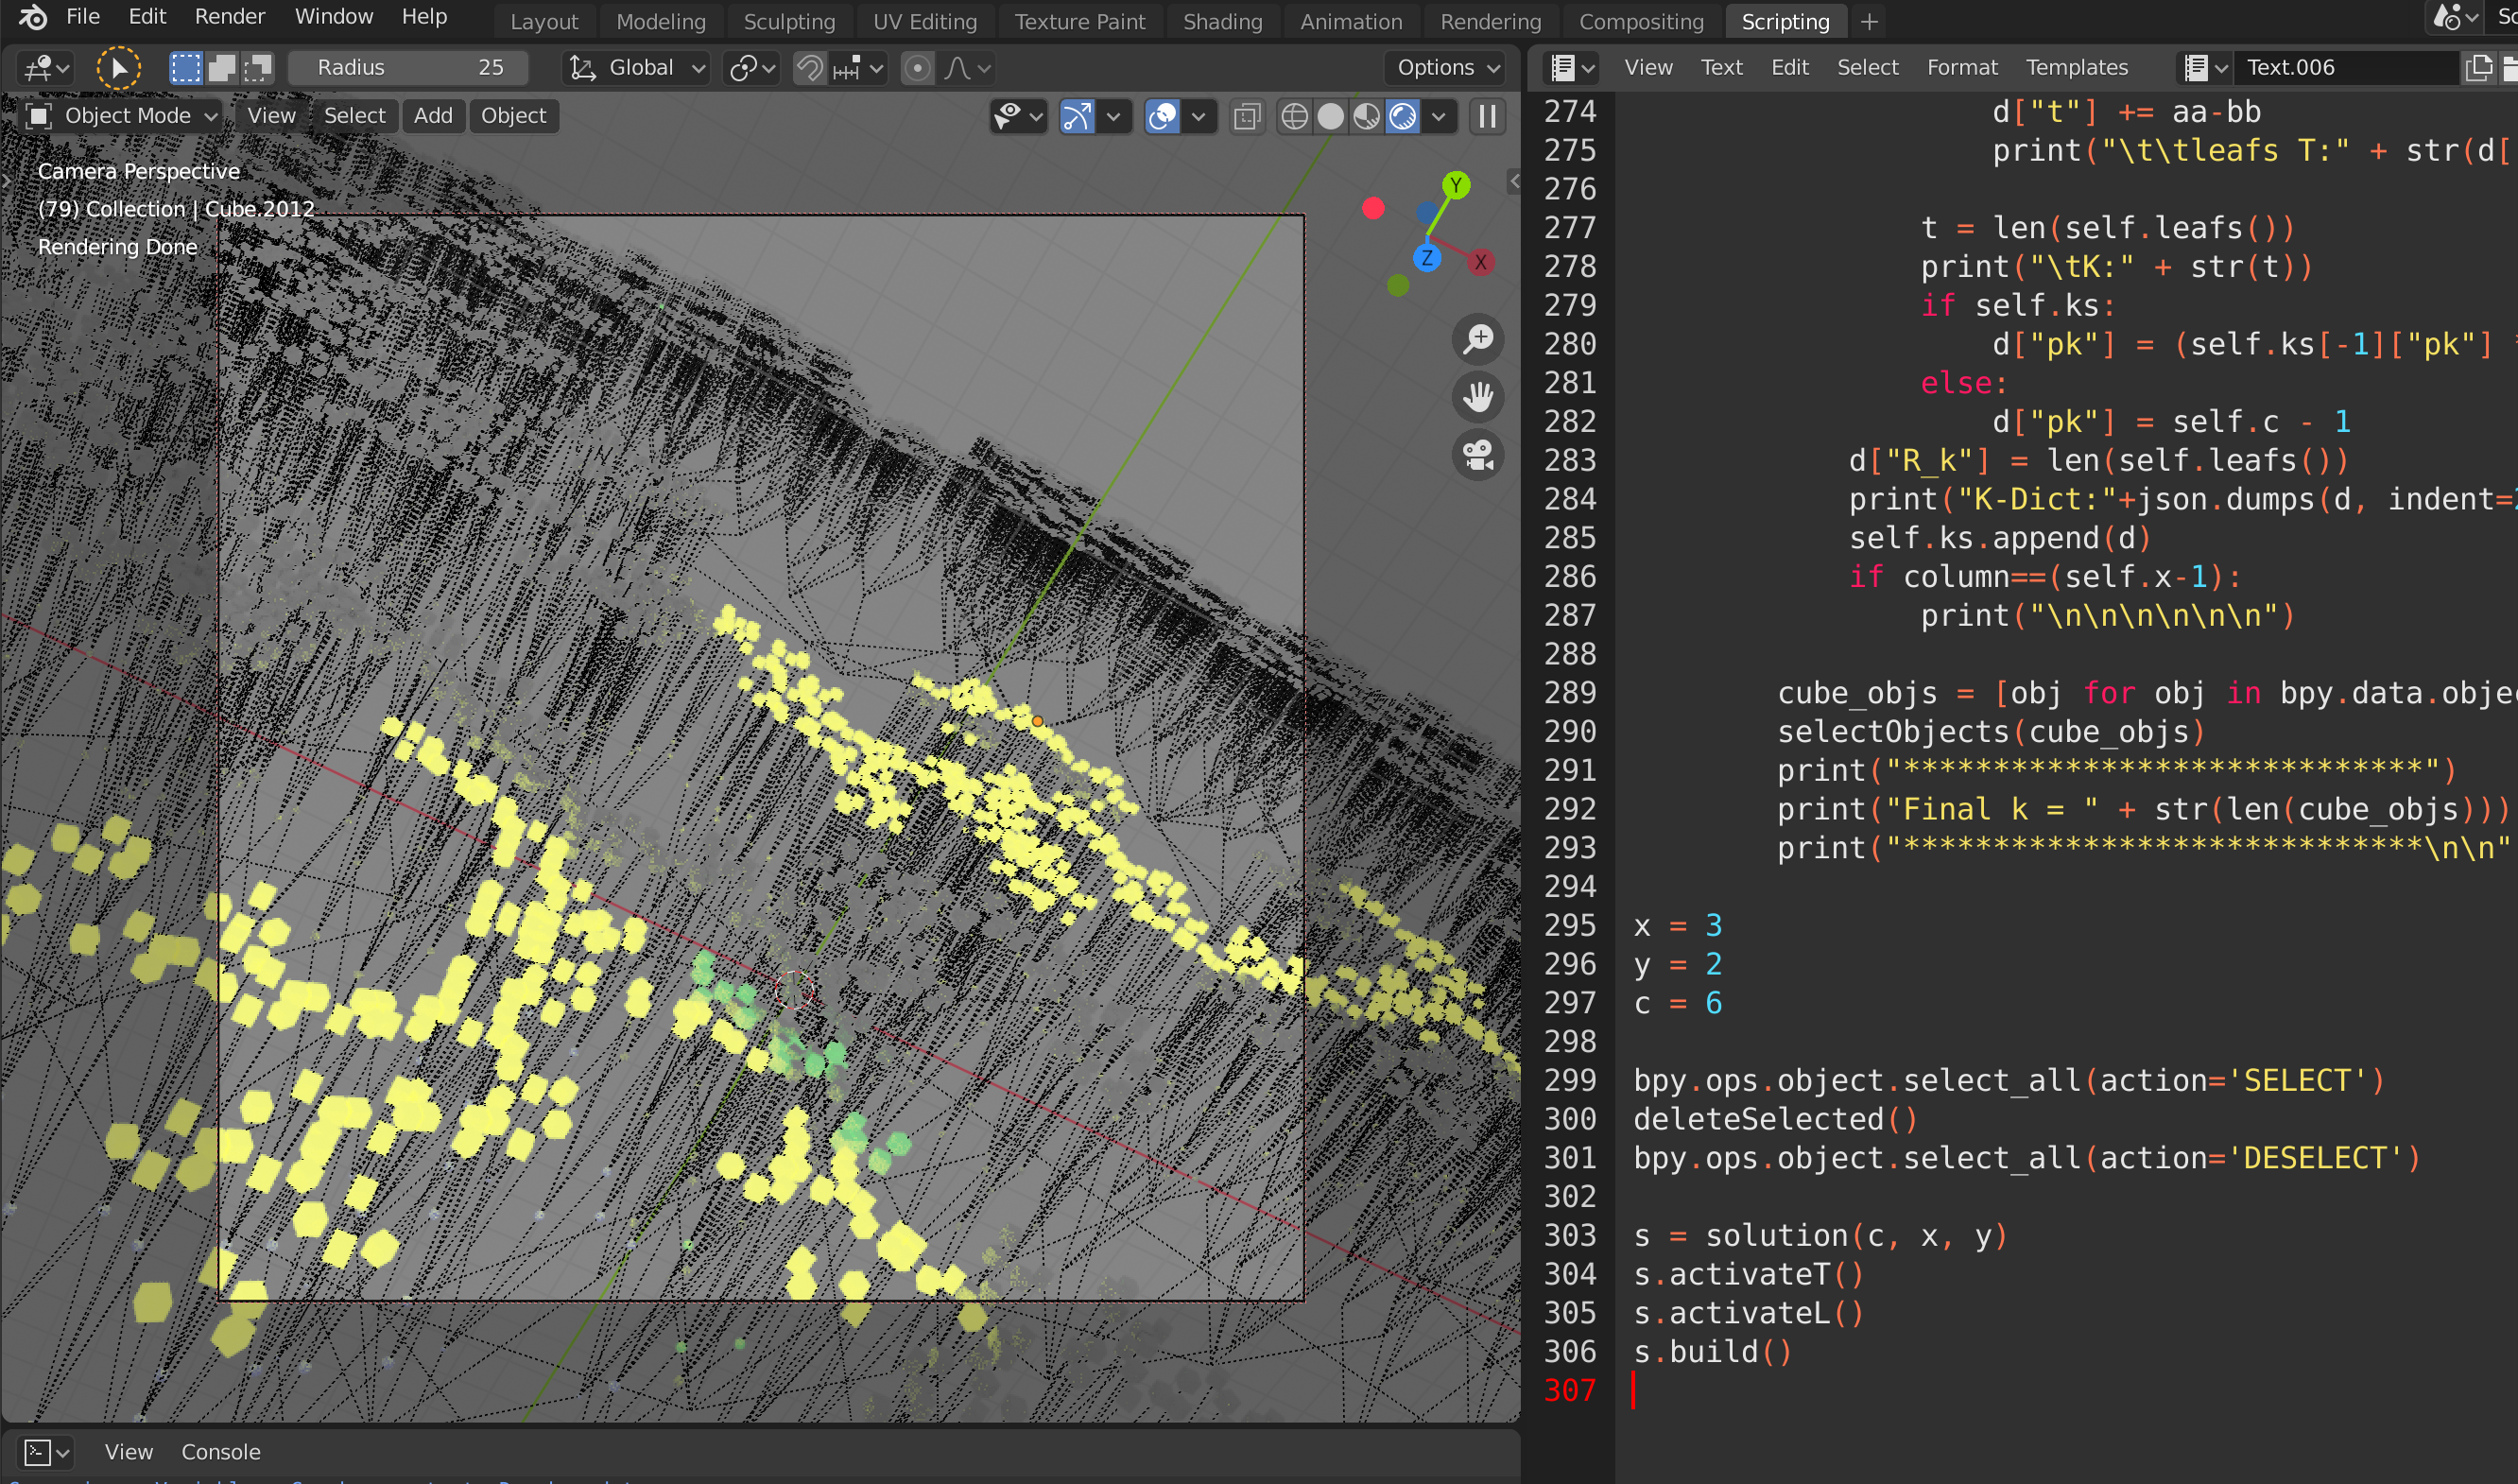 File Edit Render Window Help Layout Modeling Sculpting UV Editing Texture Paint Shading Animation Rendering Compositing Scripting +
Radius 25 Global Options
Object Mode View Select Add Object
Camera Perspective
(79) Collection | Cube.2012
Rendering Done
Y
Z
X
View Console
View Text Edit Select Format Templates Text.006
274 d["t"] += aa-bb
275 print("\t\tleafs T:" + str(d[
276
277 t = len(self.leafs())
278 print("\tK:" + str(t))
279 if self.ks:
280 d["pk"] = (self.ks[-1]["pk"]
281 else:
282 d["pk"] = self.c - 1
283 d["R_k"] = len(self.leafs())
284 print("K-Dict:"+json.dumps(d, indent=
285 self.ks.append(d)
286 if column==(self.x-1):
287 print("\n\n\n\n\n\n")
288
289 cube_objs = [obj for obj in bpy.data.obje
290 selectObjects(cube_objs)
291 print("*****************************")
292 print("Final k = " + str(len(cube_objs)))
293 print("*****************************\n\n"
294
295 x = 3
296 y = 2
297 c = 6
298
299 bpy.ops.object.select_all(action='SELECT')
300 deleteSelected()
301 bpy.ops.object.select_all(action='DESELECT')
302
303 s = solution(c, x, y)
304 s.activateT()
305 s.activateL()
306 s.build()
307